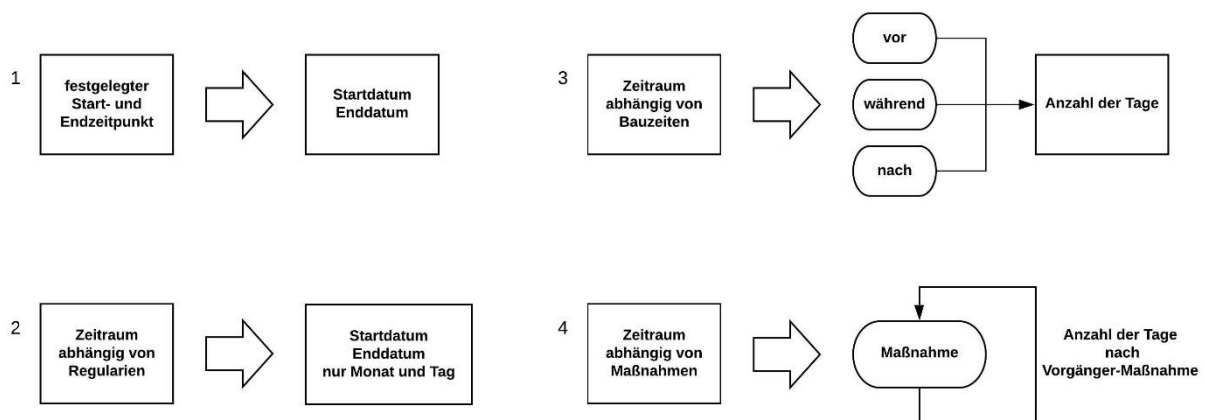 1
festgelegter
Start- und
Endzeitpunkt
Startdatum
Enddatum
3
Zeitraum
abhängig von
Bauzeiten
vor
während
nach
Anzahl der Tage
2
Zeitraum
abhängig von
Regularien
Startdatum
Enddatum
nur Monat und Tag
4
Zeitraum
abhängig von
Maßnahmen
Maßnahme
Anzahl der Tage
nach
Vorgänger-Maßnahme